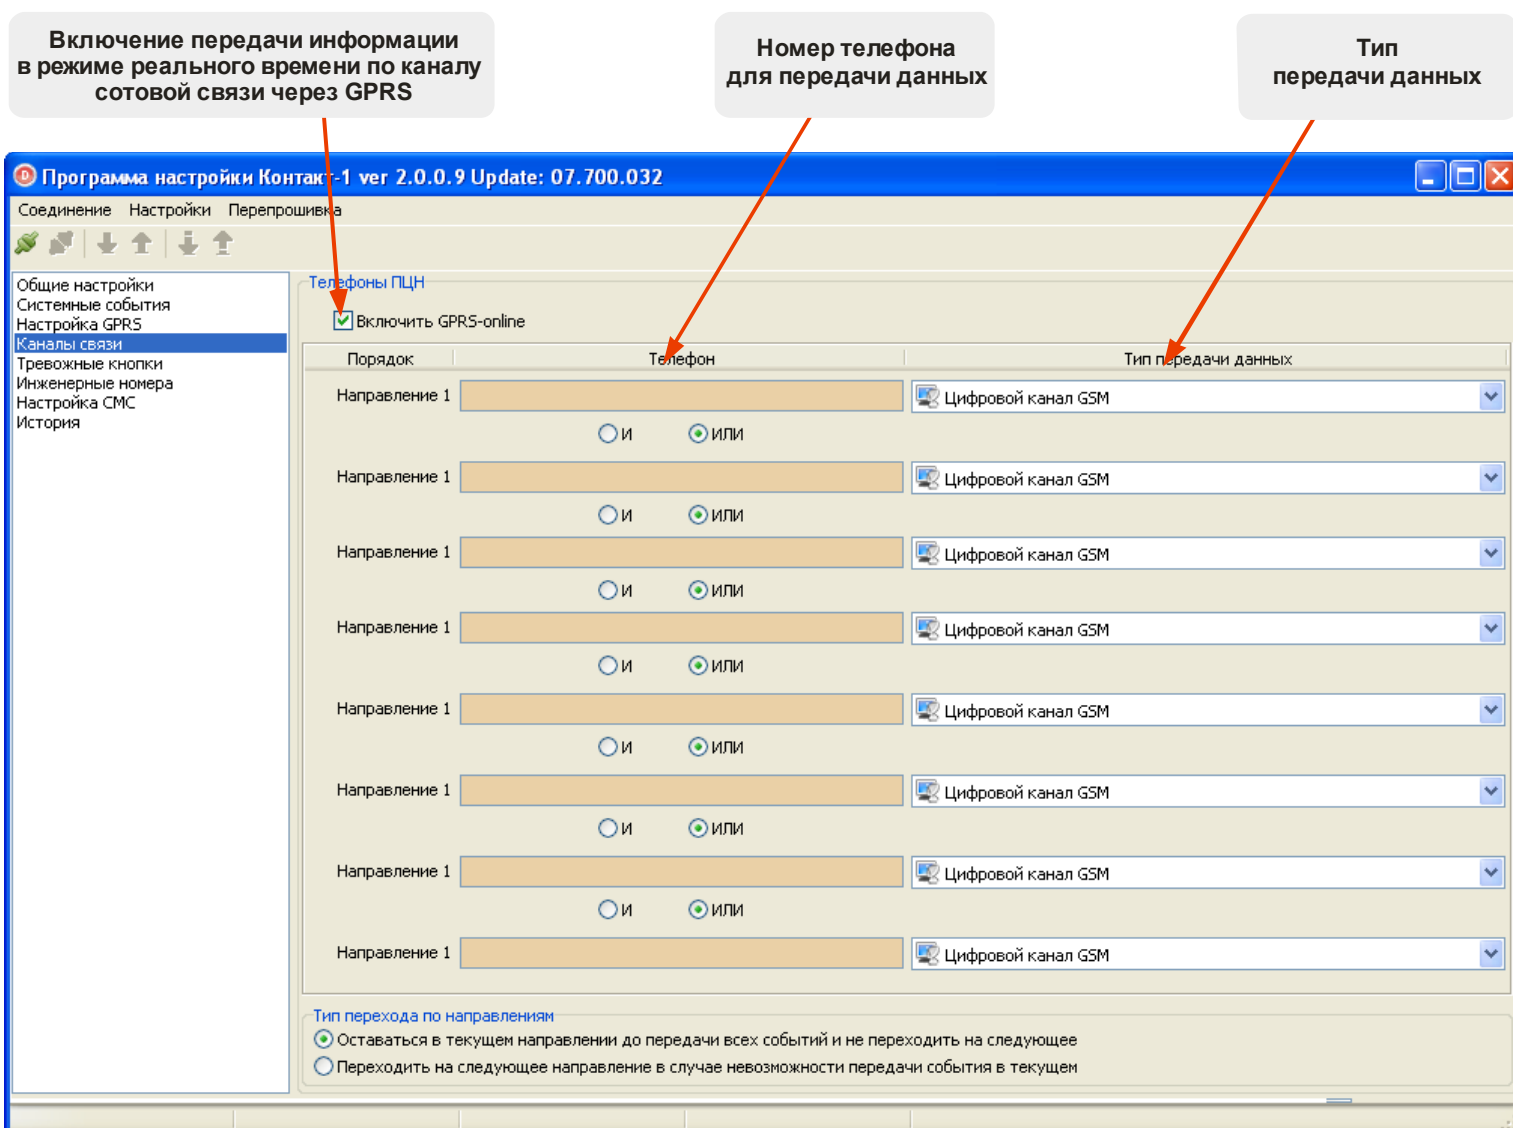 Включение передачи информации
в режиме реального времени по каналу
сотовой связи через GPRS
Номер телефона
для передачи данных
Тип
передачи данных
Программа настройки Контакт-1 ver 2.0.0.9 Update: 07.700.032
Соединение Настройки Перепрошивка
Общие настройки
Системные события
Настройка GPRS
Каналы связи
Тревожные кнопки
Инженерные номера
Настройка СМС
История
Телефоны ПЦН
Включить GPRS-online
Порядок Телефон Тип передачи данных
Направление 1 Цифровой канал GSM
И ИЛИ
Направление 1 Цифровой канал GSM
И ИЛИ
Направление 1 Цифровой канал GSM
И ИЛИ
Направление 1 Цифровой канал GSM
И ИЛИ
Направление 1 Цифровой канал GSM
И ИЛИ
Направление 1 Цифровой канал GSM
И ИЛИ
Направление 1 Цифровой канал GSM
И ИЛИ
Направление 1 Цифровой канал GSM
Тип перехода по направлениям
Оставаться в текущем направлении до передачи всех событий и не переходить на следующее
Переходить на следующее направление в случае невозможности передачи события в текущем